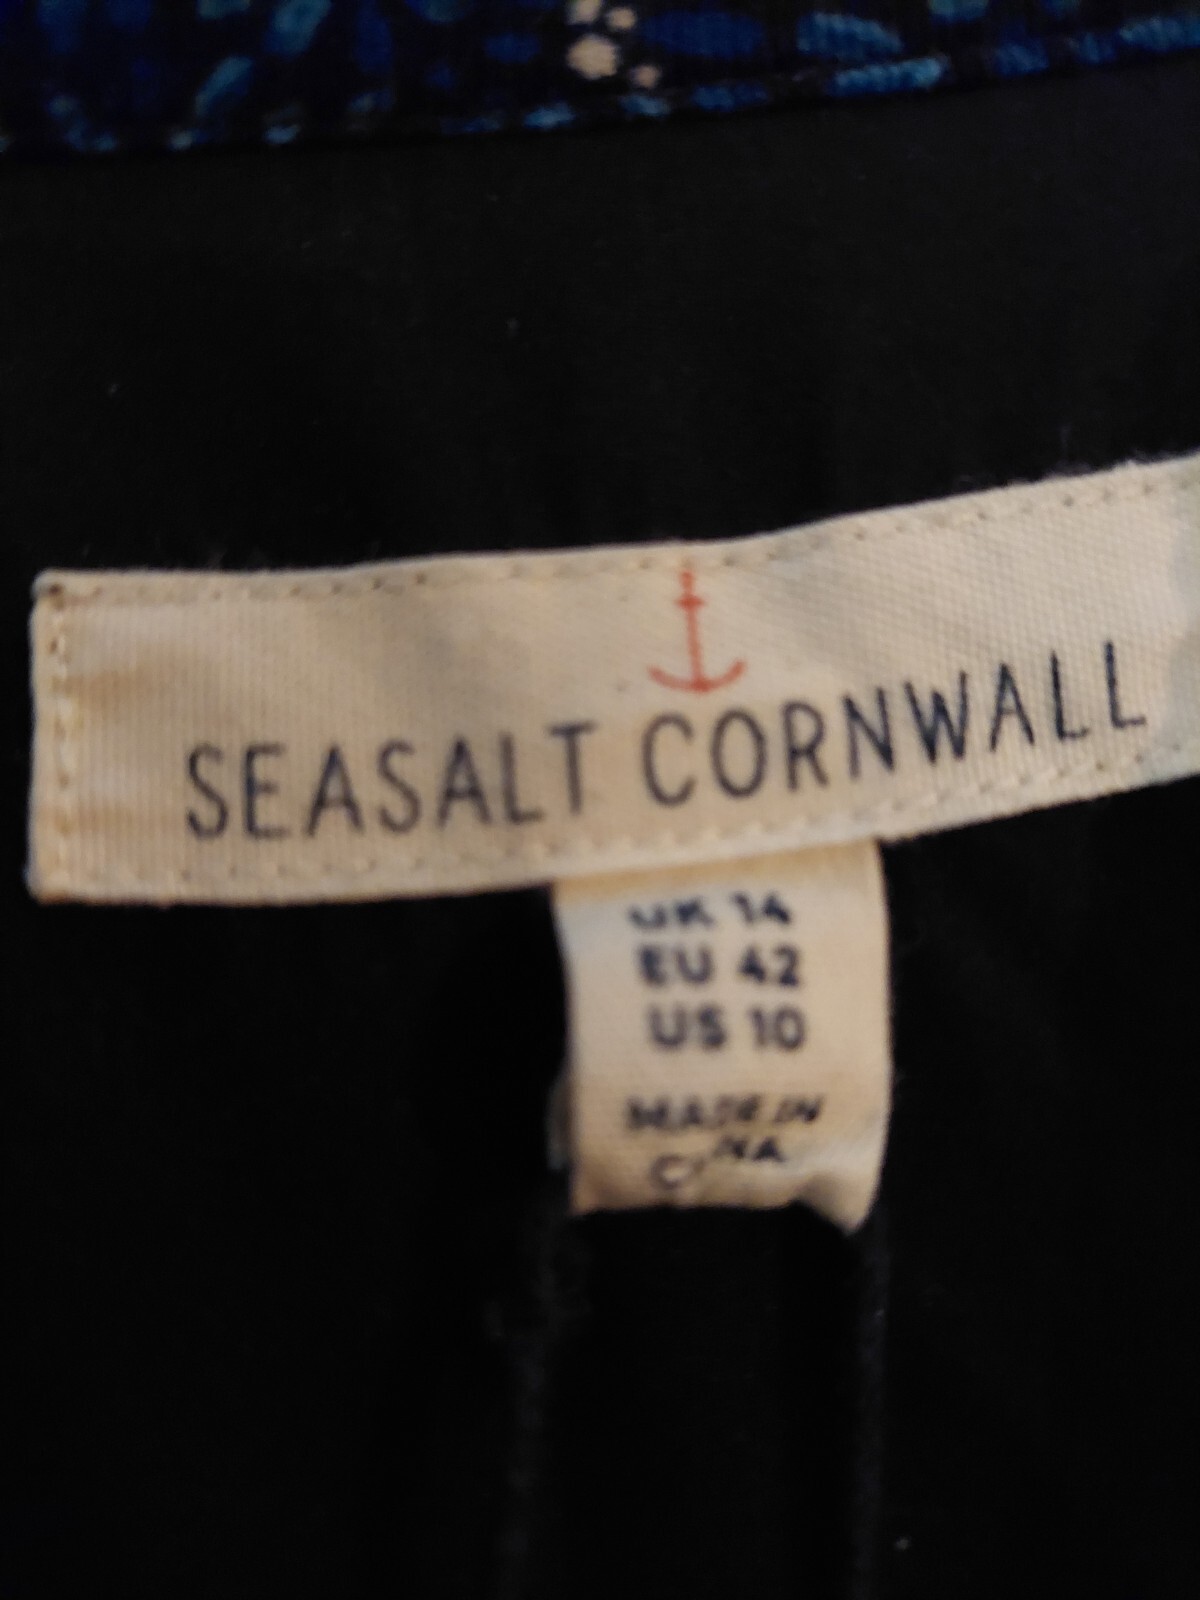 SEASALT CORNWALL
UK 14
EU 42
US 10
MADE IN